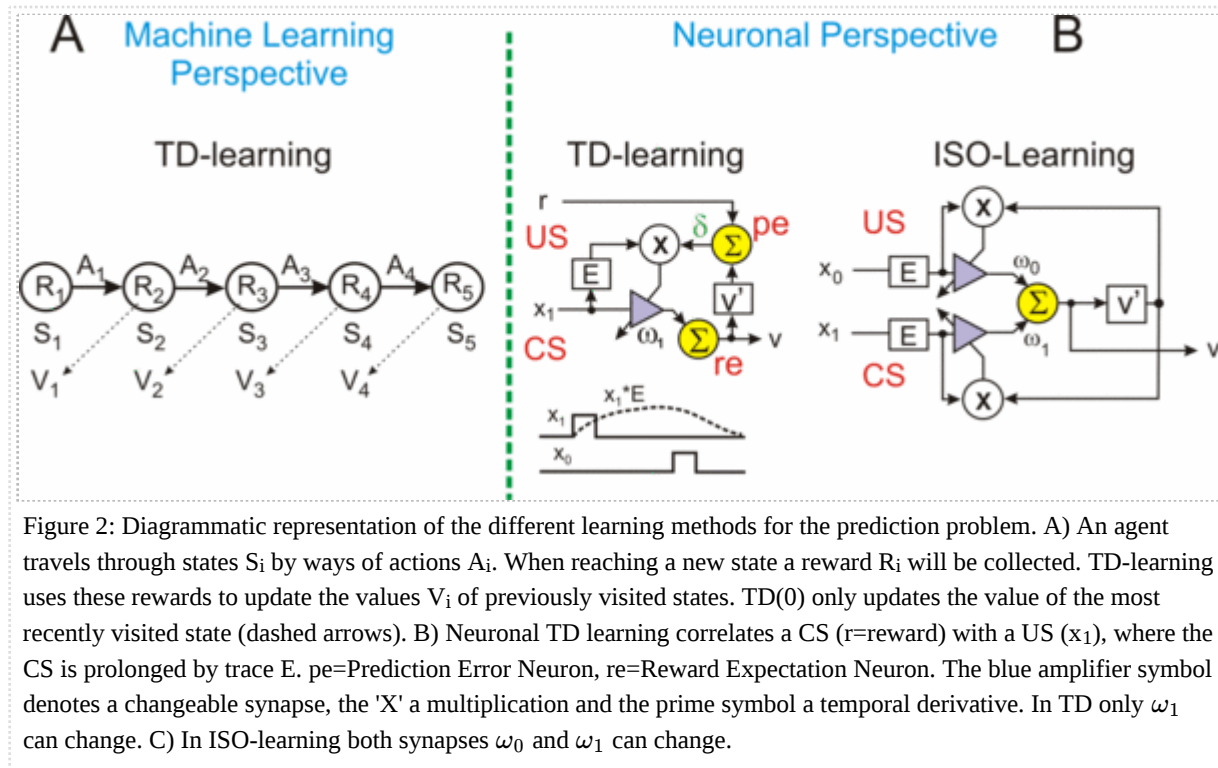 A
Machine Learning
Perspective
TD-learning
R₁ A₁ R₂ A₂ R₃ A₃ R₄ A₄ R₅
S₁ S₂ S₃ S₄ S₅
V₁ V₂ V₃ V₄
Neuronal Perspective
B
TD-learning
r
US
δ
pe
X
Σ
E
v'
x₁
ω₁
CS
Σ
v
re
x₁*E
x₁
x₀
ISO-Learning
X
US
x₀
E
ω₀
Σ
v'
x₁
E
ω₁
v
CS
X
Figure 2: Diagrammatic representation of the different learning methods for the prediction problem. A) An agent
travels through states Sᵢ by ways of actions Aᵢ. When reaching a new state a reward Rᵢ will be collected. TD-learning
uses these rewards to update the values Vᵢ of previously visited states. TD(0) only updates the value of the most
recently visited state (dashed arrows). B) Neuronal TD learning correlates a CS (r=reward) with a US (x₁), where the
CS is prolonged by trace E. pe=Prediction Error Neuron, re=Reward Expectation Neuron. The blue amplifier symbol
denotes a changeable synapse, the 'X' a multiplication and the prime symbol a temporal derivative. In TD only ω₁
can change. C) In ISO-learning both synapses ω₀ and ω₁ can change.